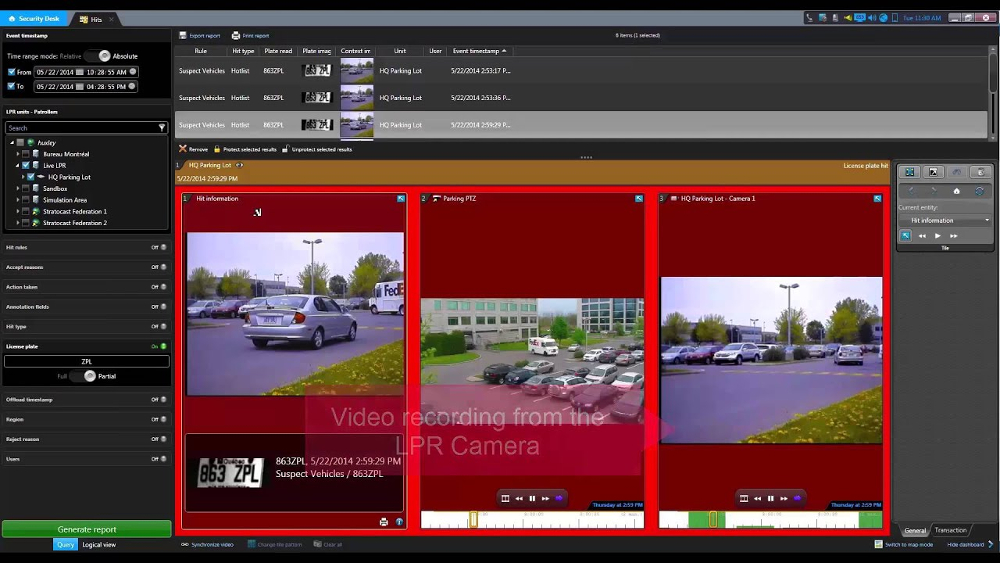 Security Desk
Hits
Tue 11:30 AM
Event timestamp
Time range mode: Relative Absolute
From 05/22/2014 10:28:55 AM
To 05/22/2014 04:28:55 PM
LPR units - Patrollers
Search
huxley
Bureau Montréal
Live LPR
HQ Parking Lot
Sandbox
Simulation Area
Stratocast Federation 1
Stratocast Federation 2
Hit rules Off
Accept reasons Off
Action taken Off
Annotation fields Off
Hit type Off
License plate On
ZPL
Full Partial
Offload timestamp Off
Region Off
Reject reason Off
Users Off
Generate report
Query Logical view
Export report Print report 8 items (1 selected)
Rule Hit type Plate read Plate imag Context im Unit User Event timestamp
Suspect Vehicles Hotlist 863ZPL 863 ZPL HQ Parking Lot 5/22/2014 2:53:17 P...
Suspect Vehicles Hotlist 863ZPL 863 ZPL HQ Parking Lot 5/22/2014 2:53:36 P...
Suspect Vehicles Hotlist 863ZPL 863 ZPL HQ Parking Lot 5/22/2014 2:59:29 P...
Remove Protect selected results Unprotect selected results
1 HQ Parking Lot License plate hit
5/22/2014 2:59:29 PM
1 Hit information
2 Parking PTZ
3 HQ Parking Lot - Camera 1
FedEx
Video recording from the
LPR Camera
863 ZPL
863ZPL, 5/22/2014 2:59:29 PM
Suspect Vehicles / 863ZPL
Thursday at 2:59 PM
Thursday at 2:59 PM
Synchronize video Change tile pattern Clear all
Current entity:
Hit information
Tile
General Transaction
Switch to map mode Hide dashboard